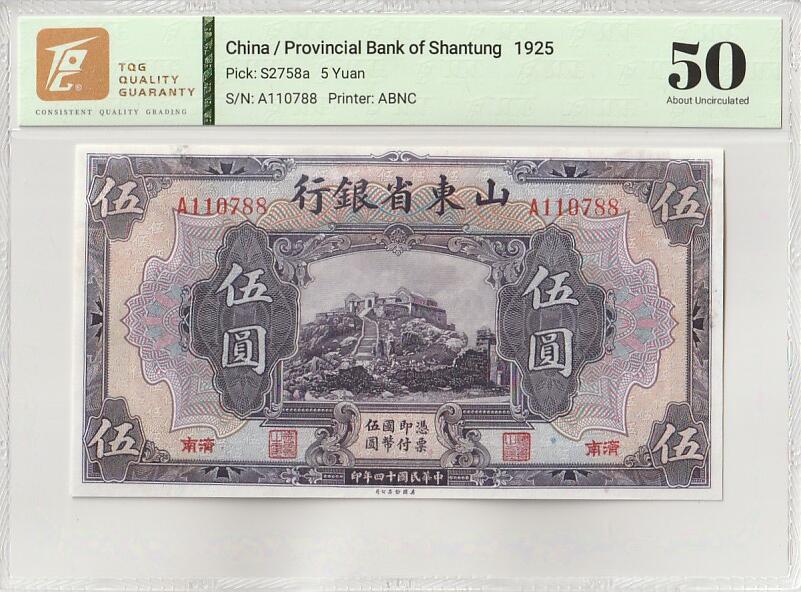 TQG
QUALITY
GUARANTY
CONSISTENT QUALITY GRADING
China / Provincial Bank of Shantung 1925
Pick: S2758a 5 Yuan
S/N: A110788 Printer: ABNC
50
About Uncirculated
行銀省東山
伍 伍
A110788 A110788
伍圓 伍圓
憑票即付國幣伍圓
伍 伍
南濟 南濟
印年四十國民華中